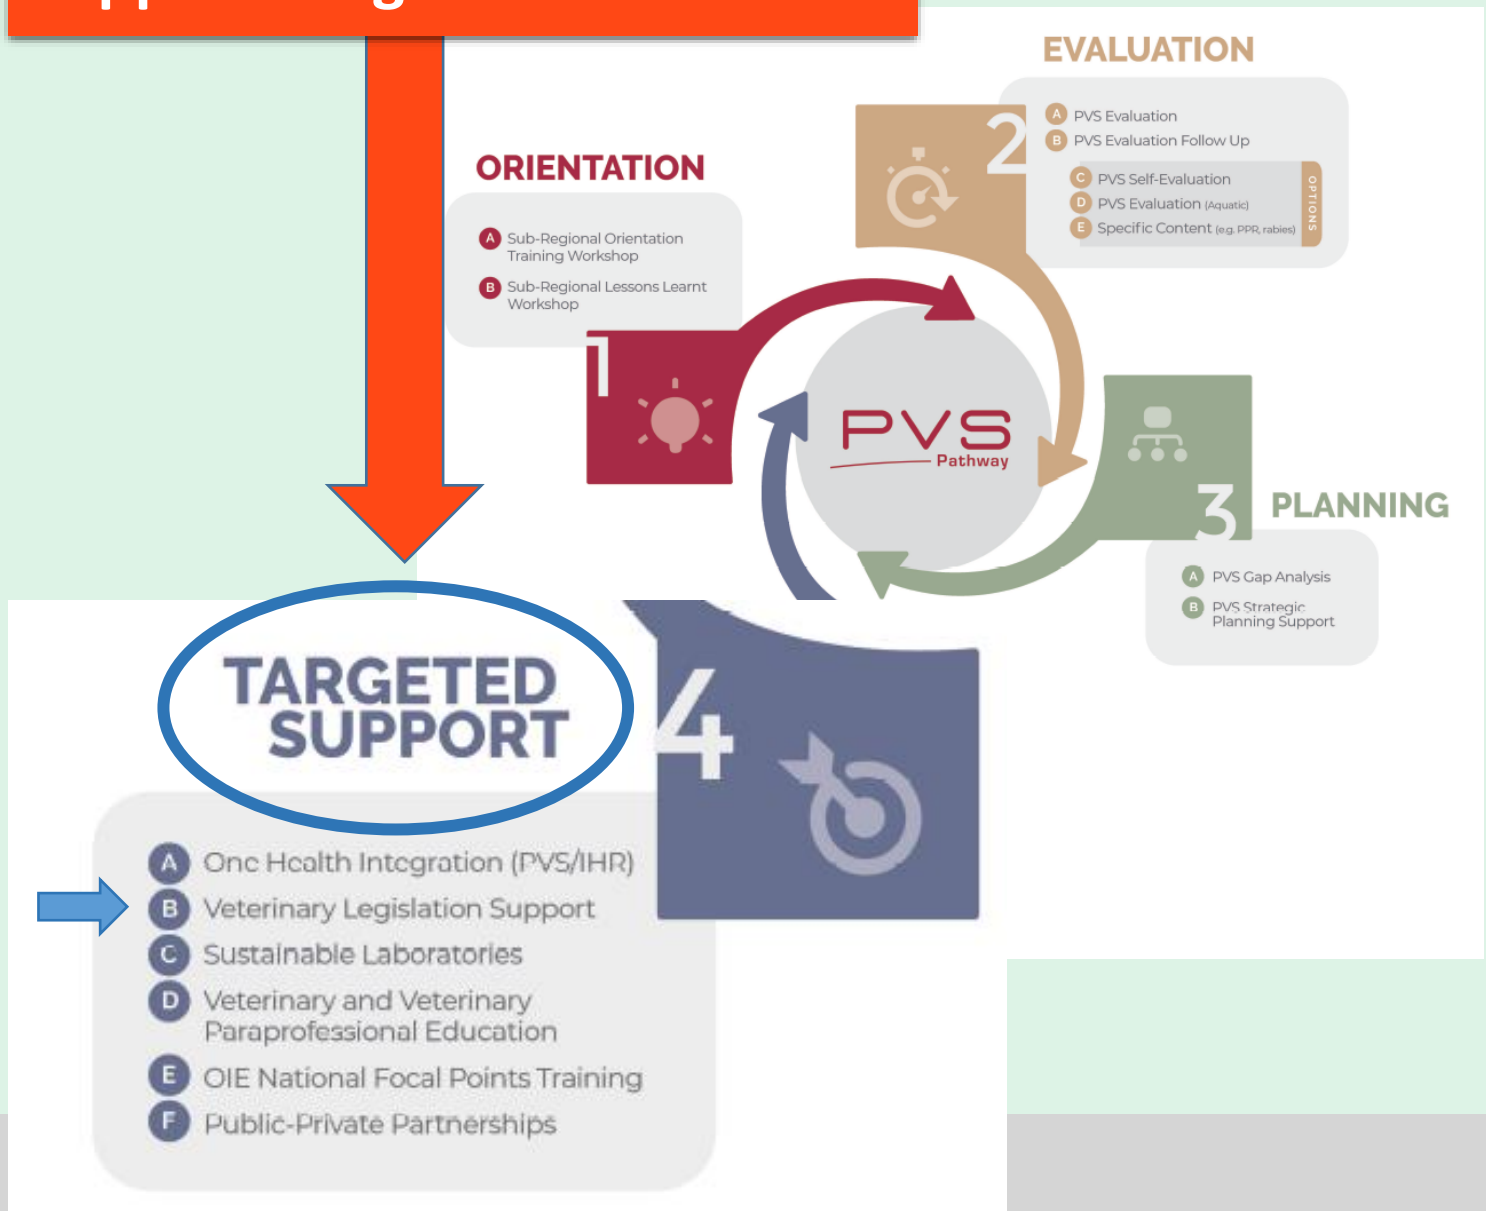 EVALUATION
2
A PVS Evaluation
B PVS Evaluation Follow Up
C PVS Self-Evaluation
D PVS Evaluation (Aquatic)
E Specific Content (e.g. PPR, rabies)
OPTIONS
ORIENTATION
A Sub-Regional Orientation
Training Workshop
B Sub-Regional Lessons Learnt
Workshop
1
PVS
Pathway
3
PLANNING
A PVS Gap Analysis
B PVS Strategic
Planning Support
TARGETED
SUPPORT
4
A One Health Integration (PVS/IHR)
B Veterinary Legislation Support
C Sustainable Laboratories
D Veterinary and Veterinary
Paraprofessional Education
E OIE National Focal Points Training
F Public-Private Partnerships